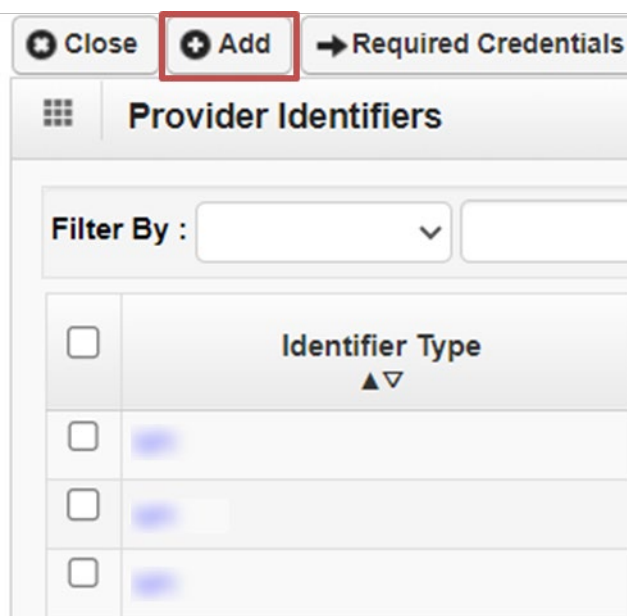 Close Add Required Credentials
Provider Identifiers
Filter By :
Identifier Type